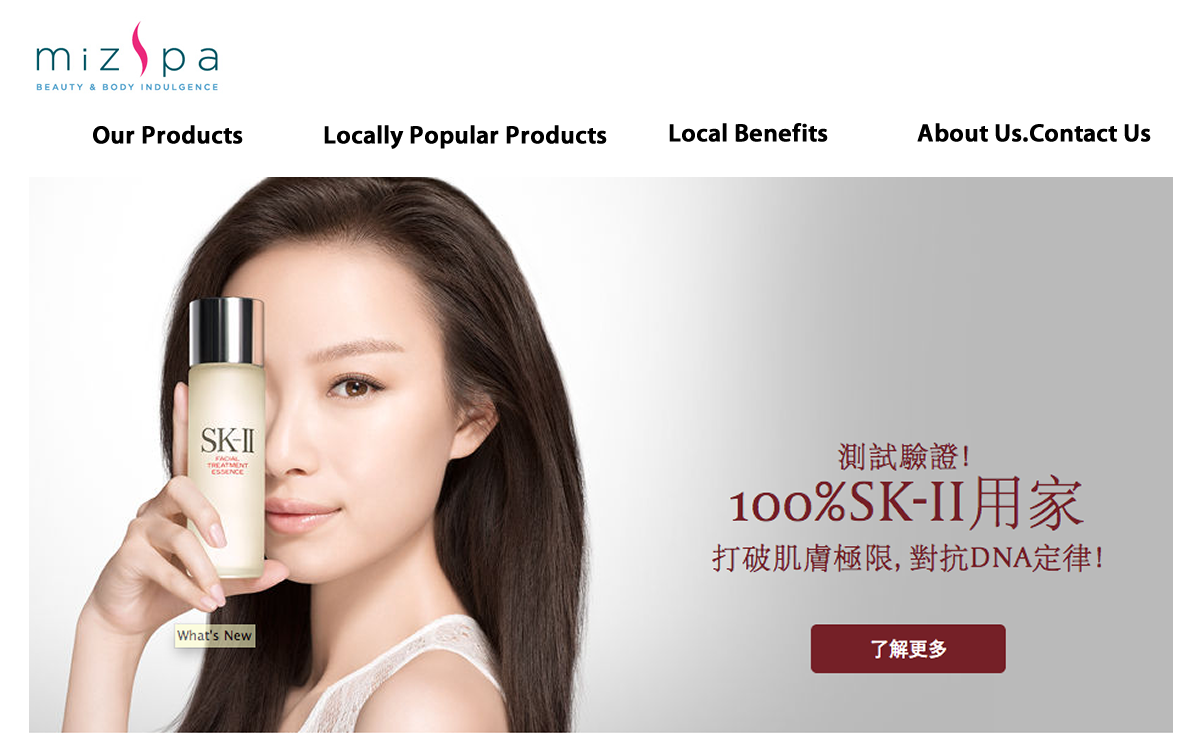 mizspa
BEAUTY & BODY INDULGENCE
Our Products
Locally Popular Products
Local Benefits
About Us.Contact Us
SK-II
FACIAL
TREATMENT
ESSENCE
測試驗證!
100%SK-II用家
打破肌膚極限, 對抗DNA定律!
What's New
了解更多